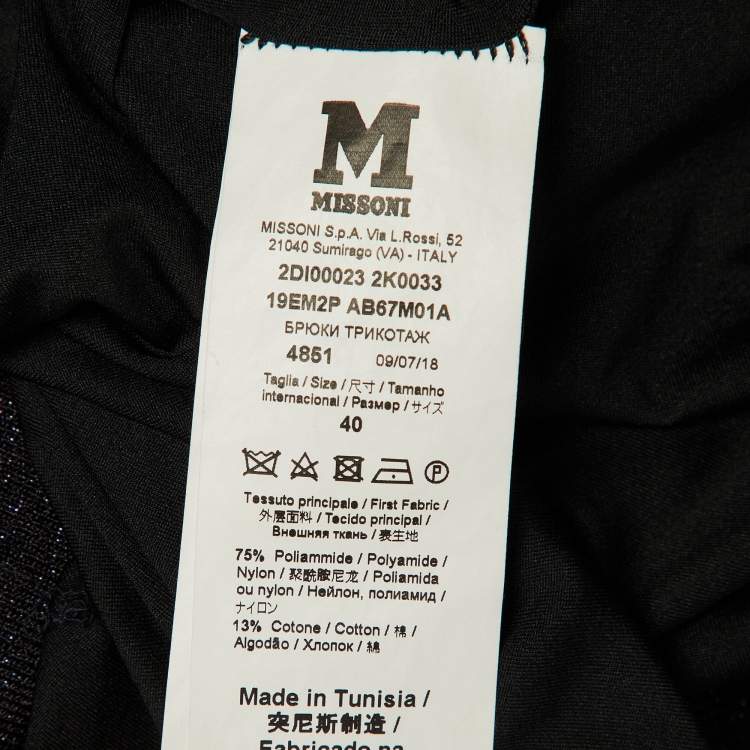 M
MISSONI
MISSONI S.p.A. Via L.Rossi, 52
21040 Sumirago (VA) - ITALY
2DI00023 2K0033
19EM2P AB67M01A
БРЮКИ ТРИКОТАЖ
4851 09/07/18
Taglia / Size / 尺寸 / Tamanho
internacional / Размер / サイズ
40
P
Tessuto principale / First Fabric /
外层面料 / Tecido principal /
Внешняя ткань / 表生地
75% Poliammide / Polyamide /
Nylon / 聚酰胺尼龙 / Poliamida
ou nylon / Нейлон, полиамид /
ナイロン
13% Cotone / Cotton / 棉 /
Algodão / Хлопок / 綿
Made in Tunisia /
突尼斯制造 /
Fabricado na